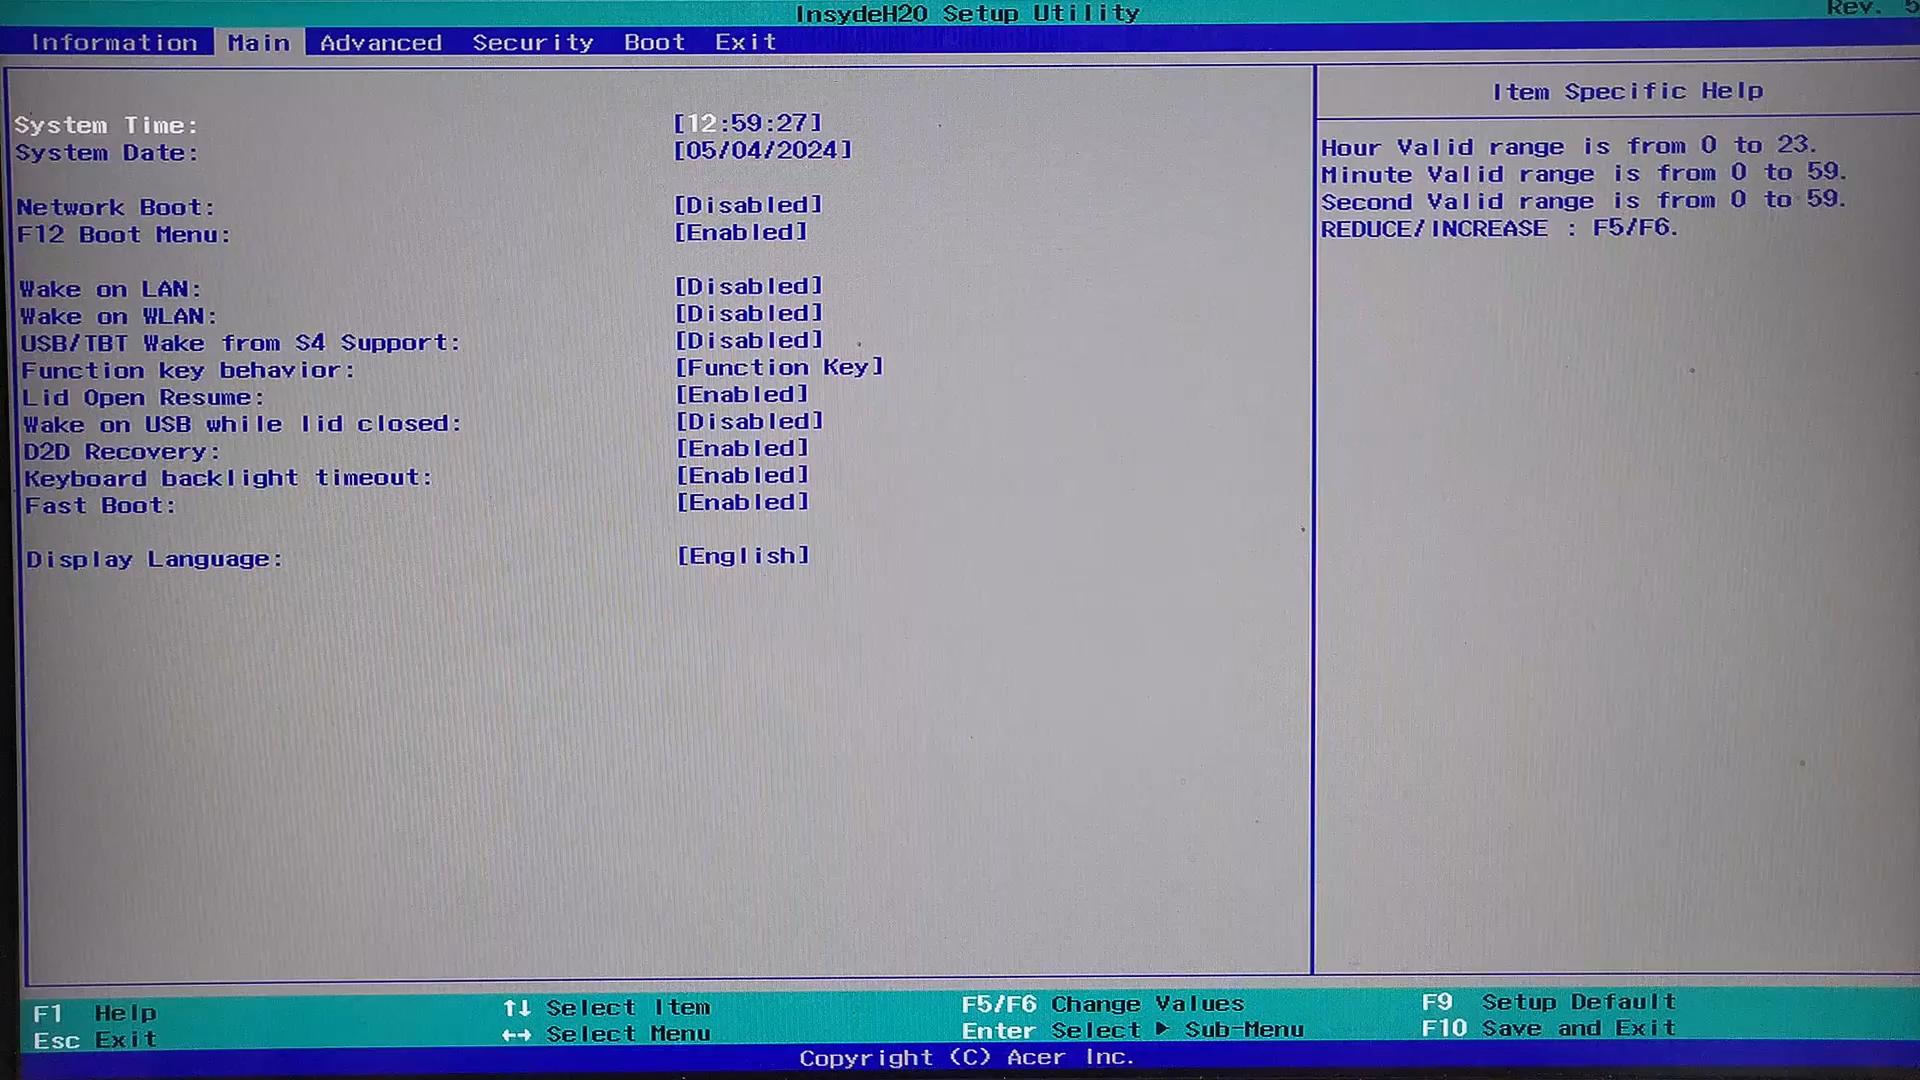 InsydeH20 Setup Utility
Rev. 5
Information Main Advanced Security Boot Exit
Item Specific Help
System Time: [12:59:27]
System Date: [05/04/2024]
Network Boot: [Disabled]
F12 Boot Menu: [Enabled]
Wake on LAN: [Disabled]
Wake on WLAN: [Disabled]
USB/TBT Wake from S4 Support: [Disabled]
Function key behavior: [Function Key]
Lid Open Resume: [Enabled]
Wake on USB while lid closed: [Disabled]
D2D Recovery: [Enabled]
Keyboard backlight timeout: [Enabled]
Fast Boot: [Enabled]
Display Language: [English]
Hour Valid range is from 0 to 23.
Minute Valid range is from 0 to 59.
Second Valid range is from 0 to 59.
REDUCE/INCREASE : F5/F6.
F1 Help ↑↓ Select Item F5/F6 Change Values F9 Setup Default
Esc Exit ←→ Select Menu Enter Select ▶ Sub-Menu F10 Save and Exit
Copyright (C) Acer Inc.